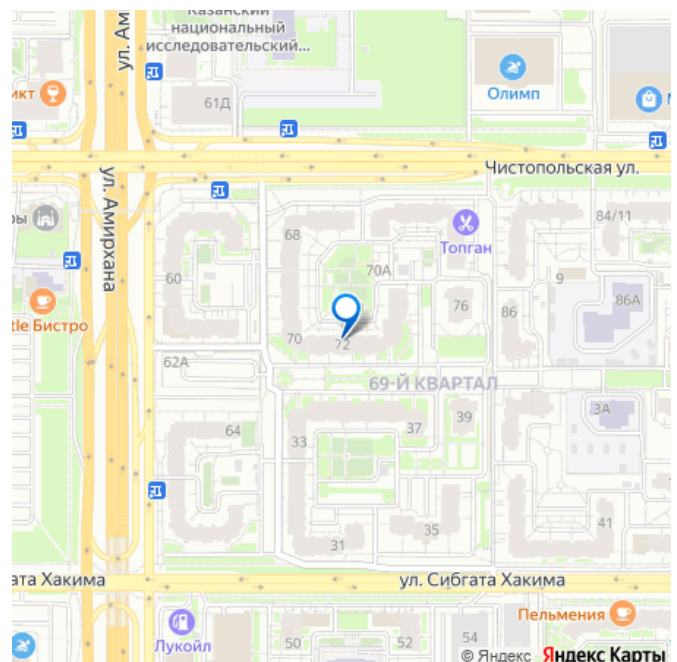 Казанский
национальный
исследовательский...
ул. Ам
61Д
икт
Олимп
М
Чистопольская ул.
ул. Амирхана
ры
68
84/11
Топган
70А
60
9
76
86
86А
tle Бистро
70
72
62А
69-Й КВАРТАЛ
3А
39
64
33
37
35
41
31
ата Хакима
ул. Сибгата Хакима
Пельмения
Лукойл
50
52
54
© Яндекс Яндекс Карты